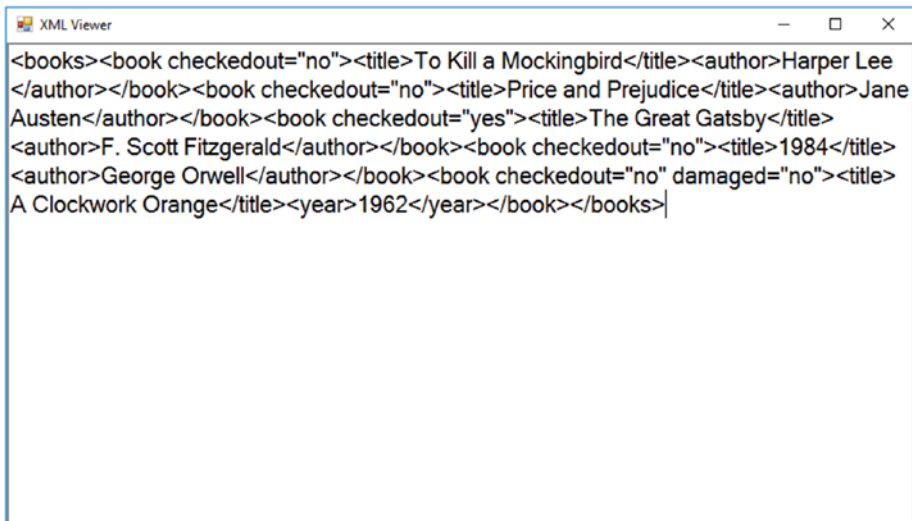 XML Viewer
<books><book checkedout="no"><title>To Kill a Mockingbird</title><author>Harper Lee
</author></book><book checkedout="no"><title>Price and Prejudice</title><author>Jane
Austen</author></book><book checkedout="yes"><title>The Great Gatsby</title>
<author>F. Scott Fitzgerald</author></book><book checkedout="no"><title>1984</title>
<author>George Orwell</author></book><book checkedout="no" damaged="no"><title>
A Clockwork Orange</title><year>1962</year></book></books>